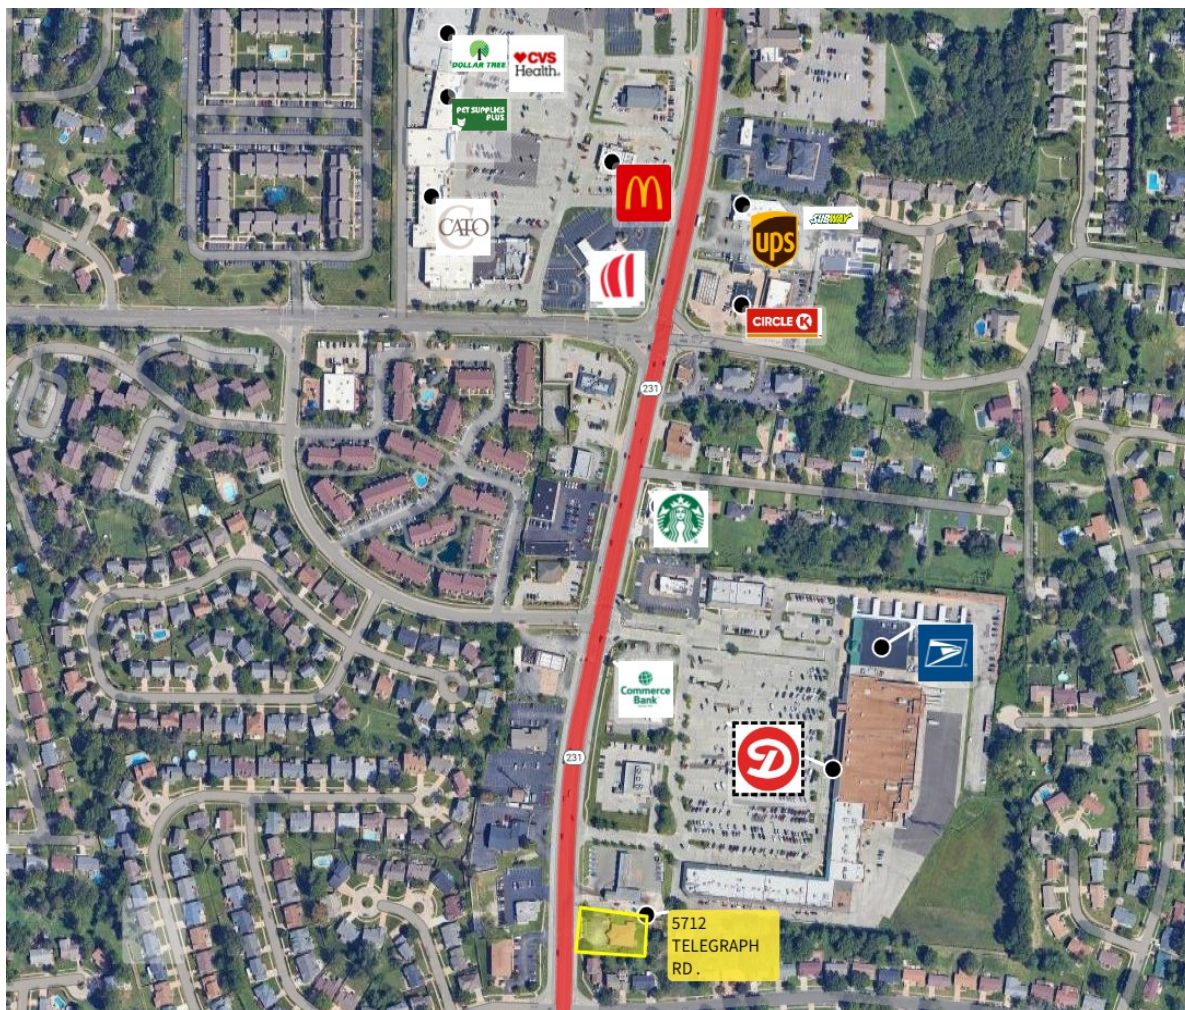 DOLLAR TREE
CVS
Health.
PET SUPPLIES
PLUS
CATO
ups
SUBWAY
CIRCLE K
231
Commerce
Bank
231
5712
TELEGRAPH
RD.